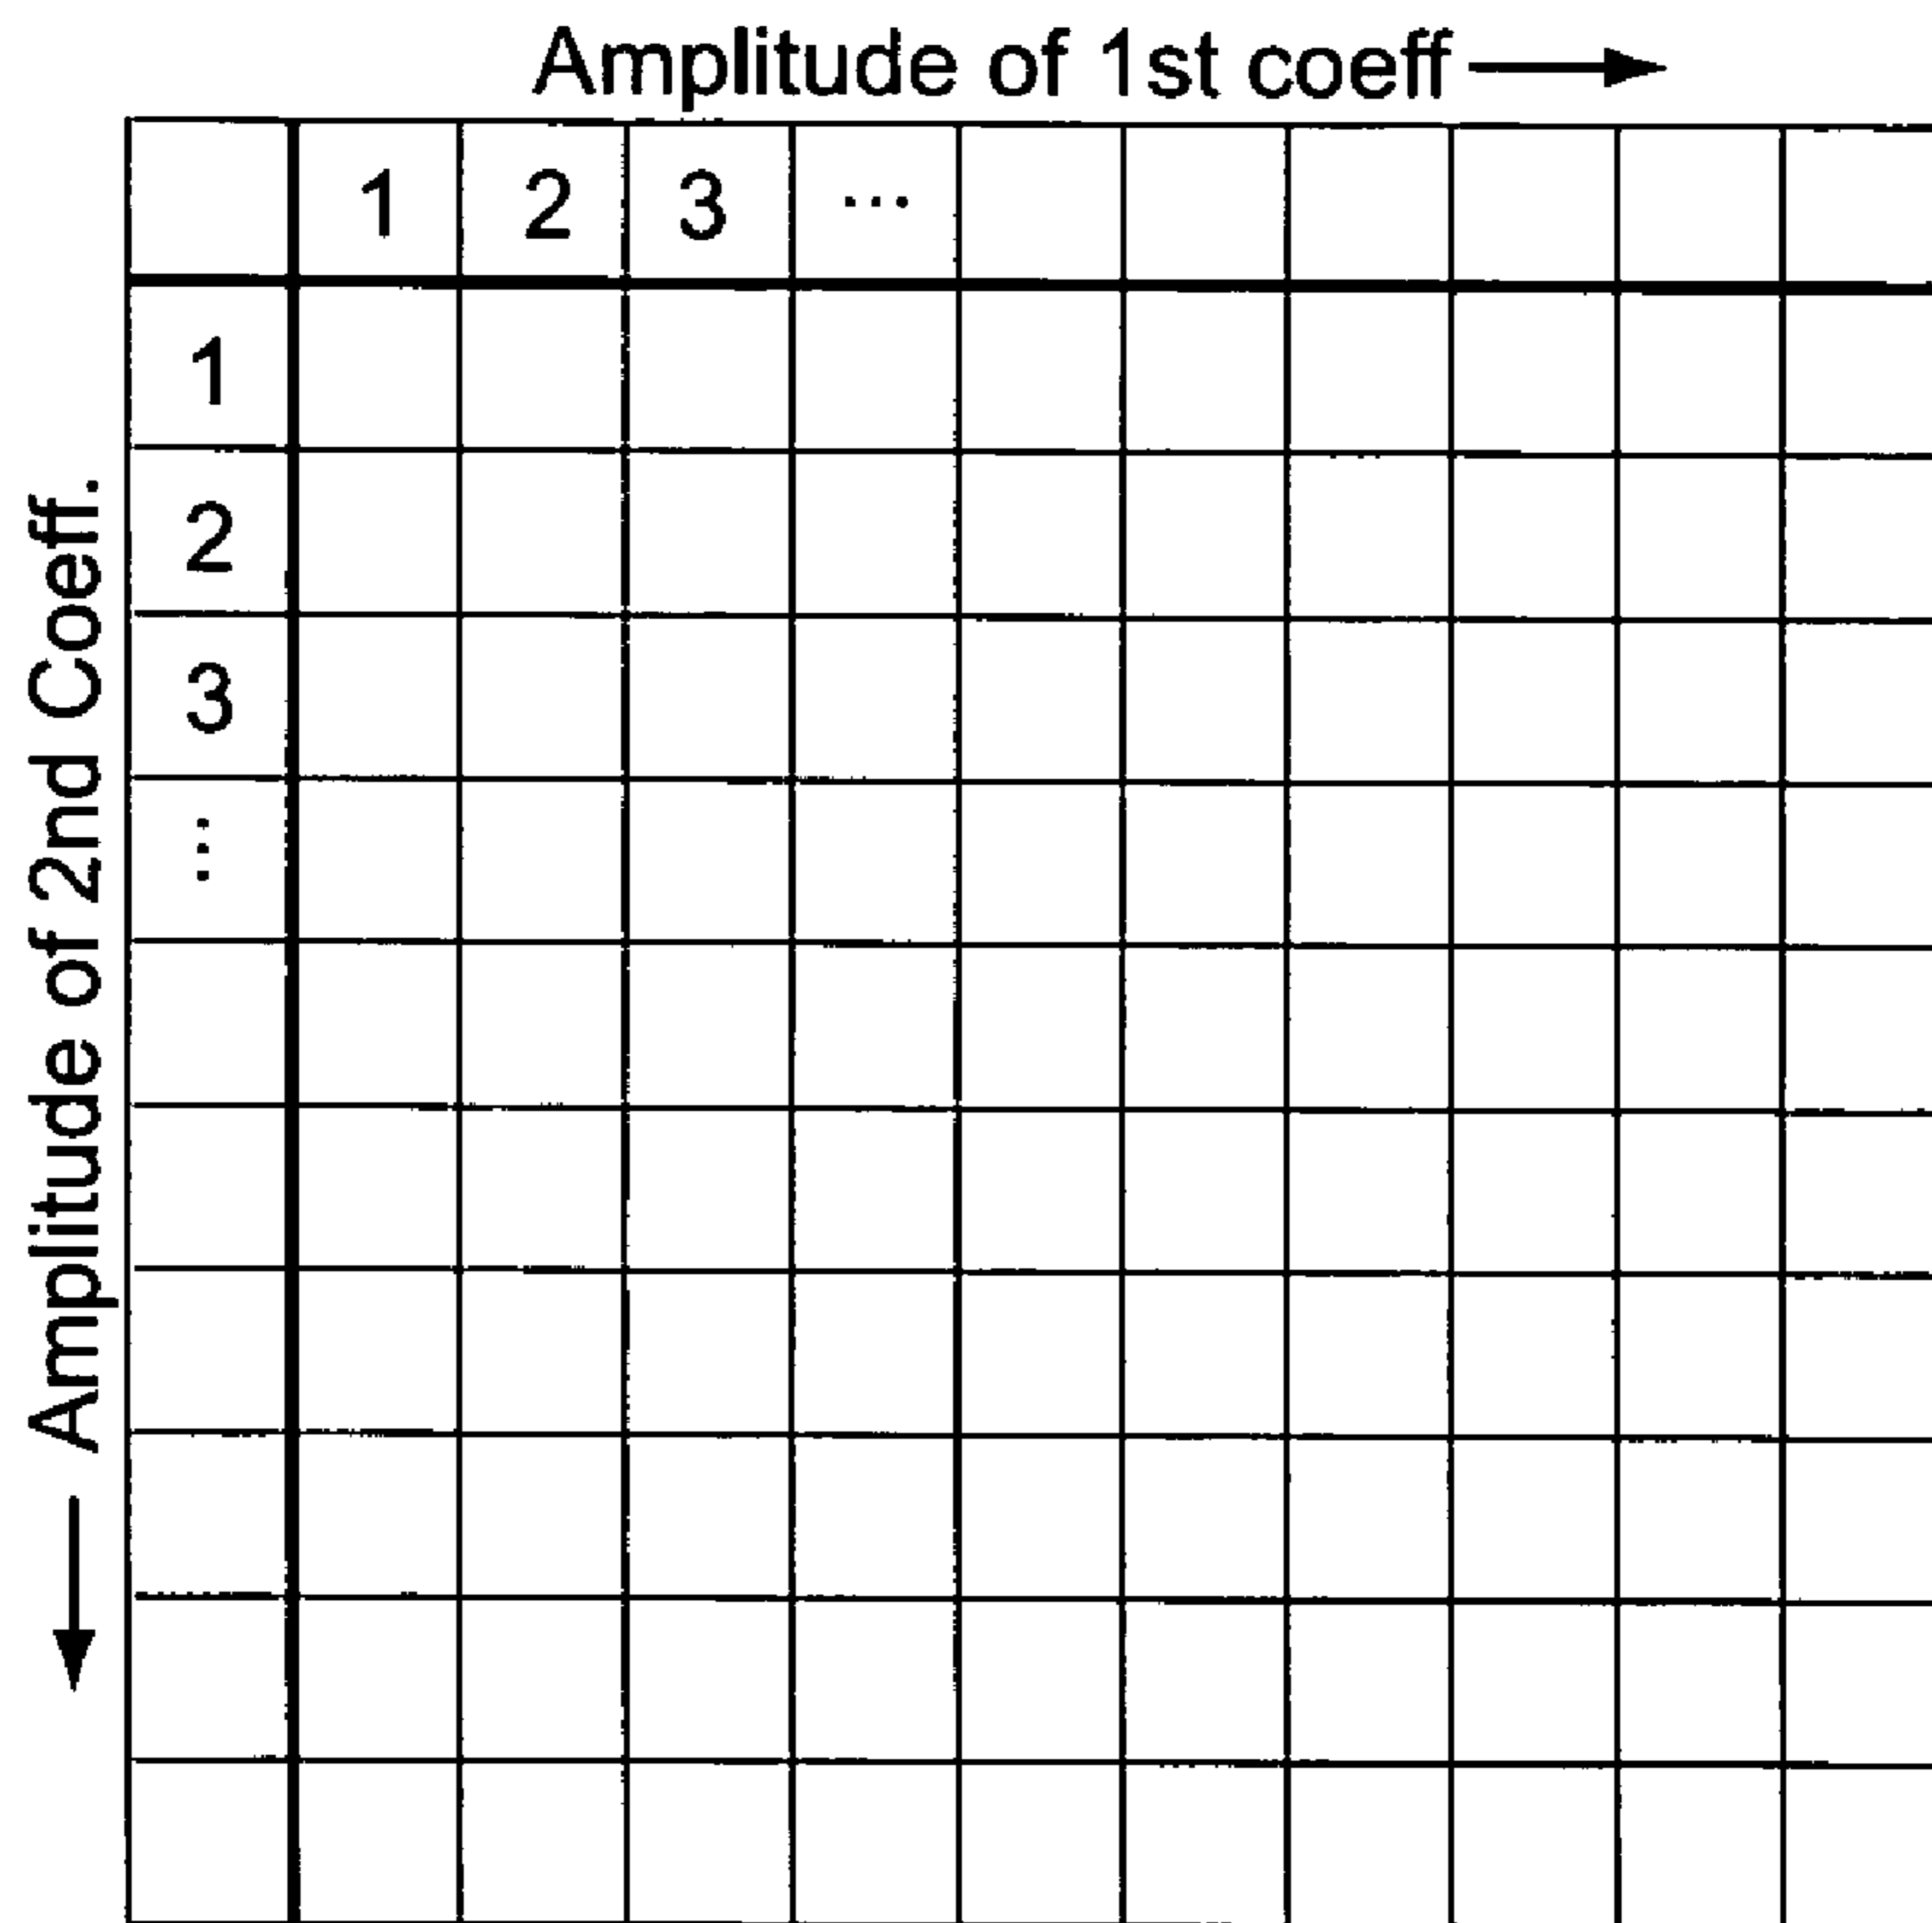 Amplitude of 1st coeff
1 2 3 ...
Amplitude of 2nd Coeff.
1
2
3
⋮